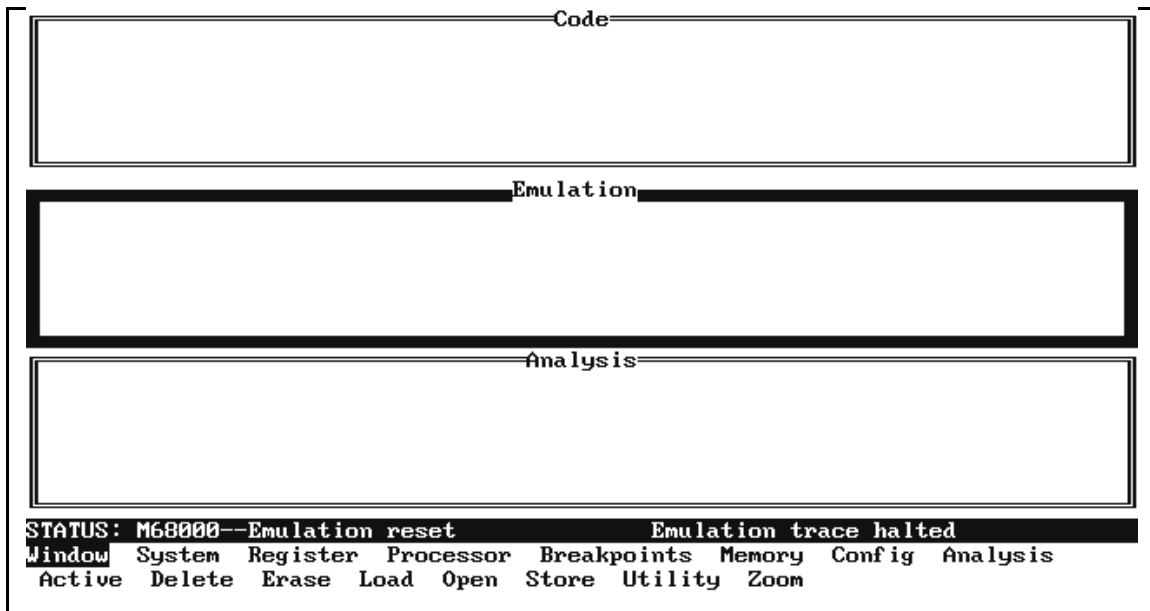 Code
Emulation
Analysis
STATUS: M68000--Emulation reset Emulation trace halted
Window System Register Processor Breakpoints Memory Config Analysis
Active Delete Erase Load Open Store Utility Zoom